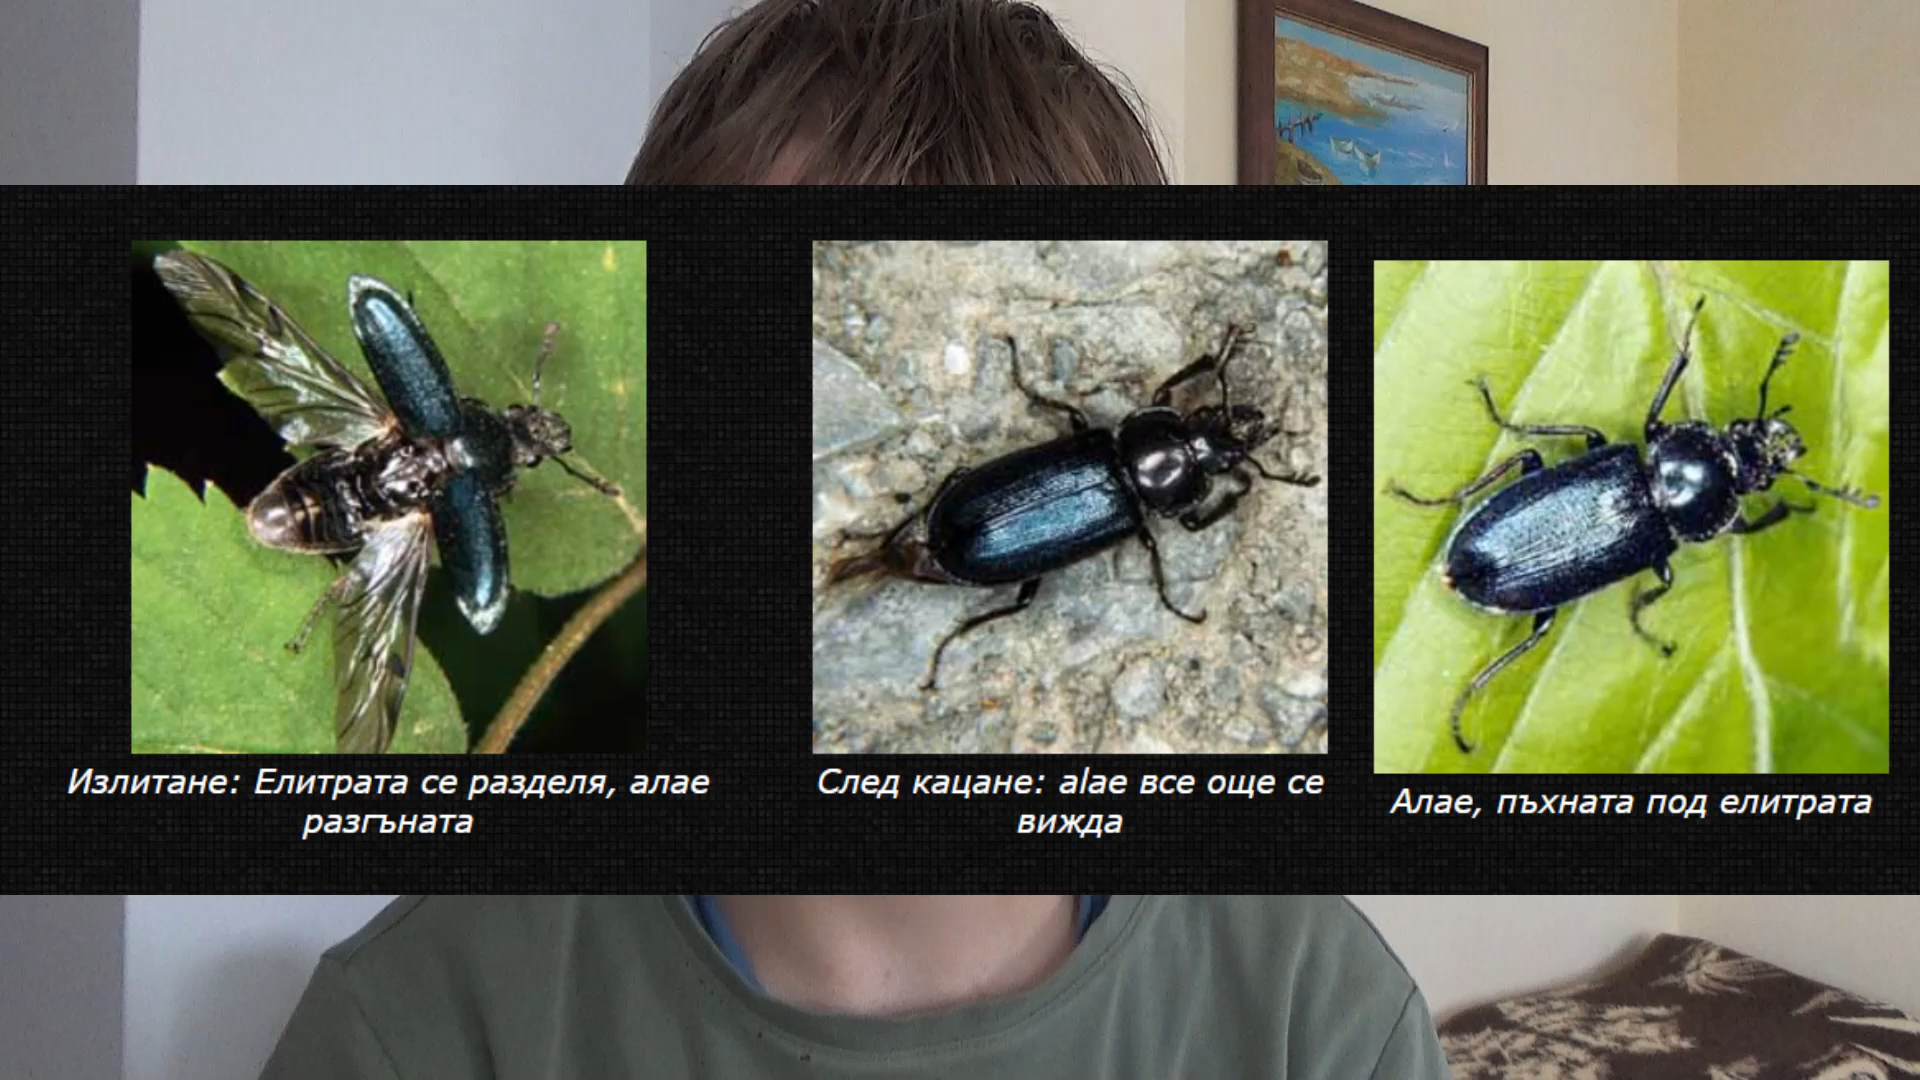 Излитане: Елитрата се разделя, алае
разгъната
След кацане: alae все още се
вижда
Алае, пъхната под елитрата